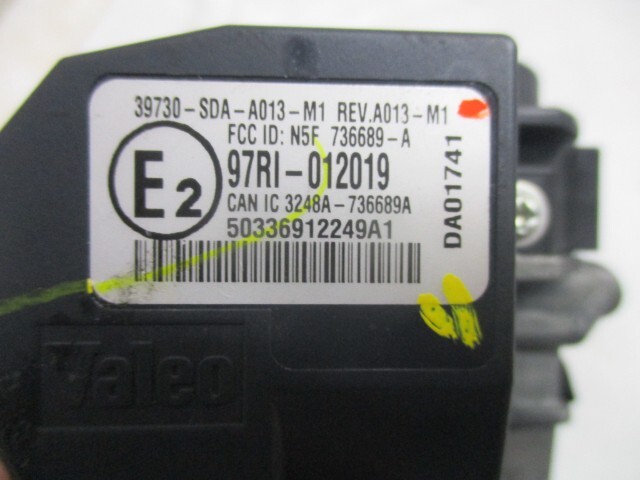 39730-SDA-A013-M1 REV.A013-M1
FCC ID: N5F 736689-A
E2
97RI-012019
CAN IC 3248A-736689A
50336912249A1
DA01741
Valeo